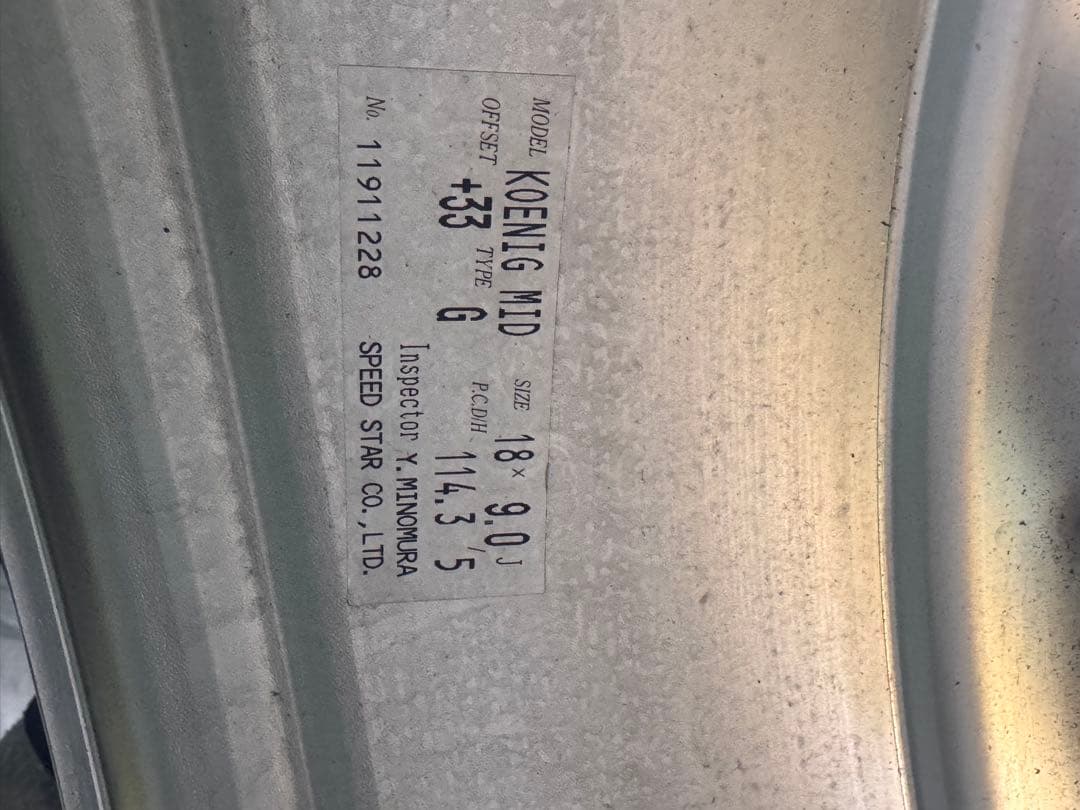 MODEL KOENIG MID SIZE 18 × 9.0 J
OFFSET +33 TYPE G P.C.D/H 114.3 / 5
Inspector Y.MINOMURA
No. 11911228 SPEED STAR CO.,LTD.